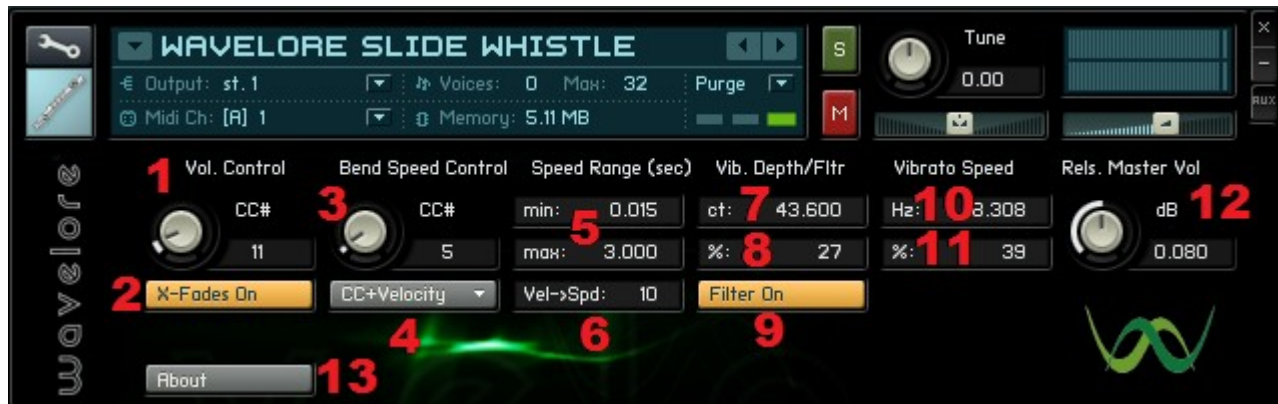 WAVELORE SLIDE WHISTLE
S
Tune
0.00
Output: st. 1
Voices: 0 Max: 32
Purge
Midi Ch: [A] 1
Memory: 5.11 MB
M
×
−
AUX
wavelore
1 Vol. Control
CC#
11
2 X-Fades On
Bend Speed Control
3 CC#
5
CC+Velocity
4
Speed Range (sec)
min: 0.015
5
max: 3.000
Vel->Spd: 10
6
Vib. Depth/Fltr
7
ct: 43.600
8
%: 27
Filter On
9
Vibrato Speed
Hz: 10
11
%: 39
Rels. Master Vol
dB 12
0.080
About 13